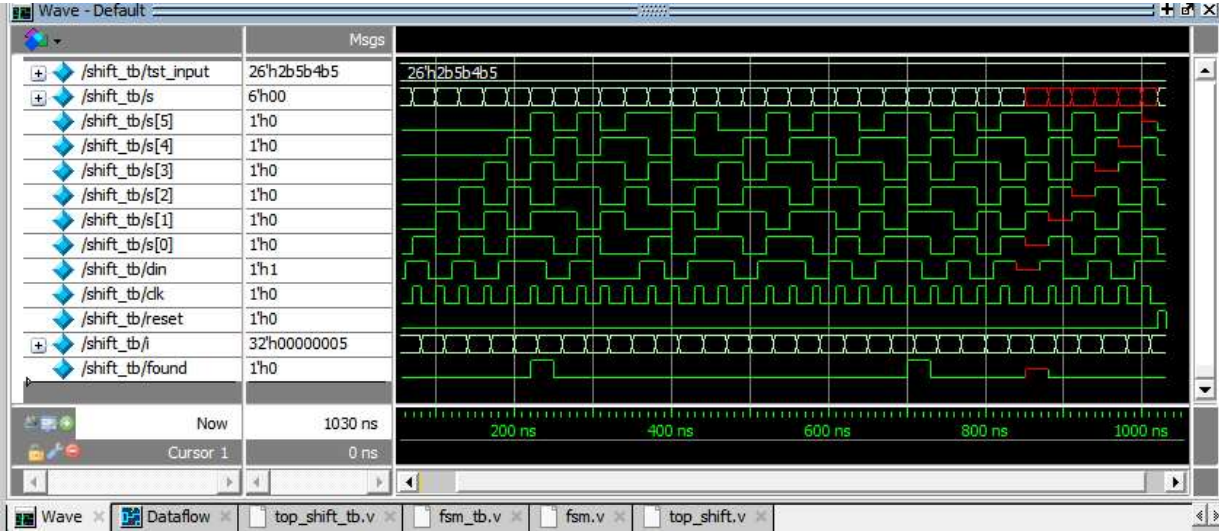 Wave - Default
Msgs
/shift_tb/tst_input 26'h2b5b4b5 26'h2b5b4b5
/shift_tb/s 6'h00
/shift_tb/s[5] 1'h0
/shift_tb/s[4] 1'h0
/shift_tb/s[3] 1'h0
/shift_tb/s[2] 1'h0
/shift_tb/s[1] 1'h0
/shift_tb/s[0] 1'h0
/shift_tb/din 1'h1
/shift_tb/clk 1'h0
/shift_tb/reset 1'h0
/shift_tb/i 32'h00000005
/shift_tb/found 1'h0
Now 1030 ns 200 ns 400 ns 600 ns 800 ns 1000 ns
Cursor 1 0 ns
Wave Dataflow top_shift_tb.v fsm_tb.v fsm.v top_shift.v